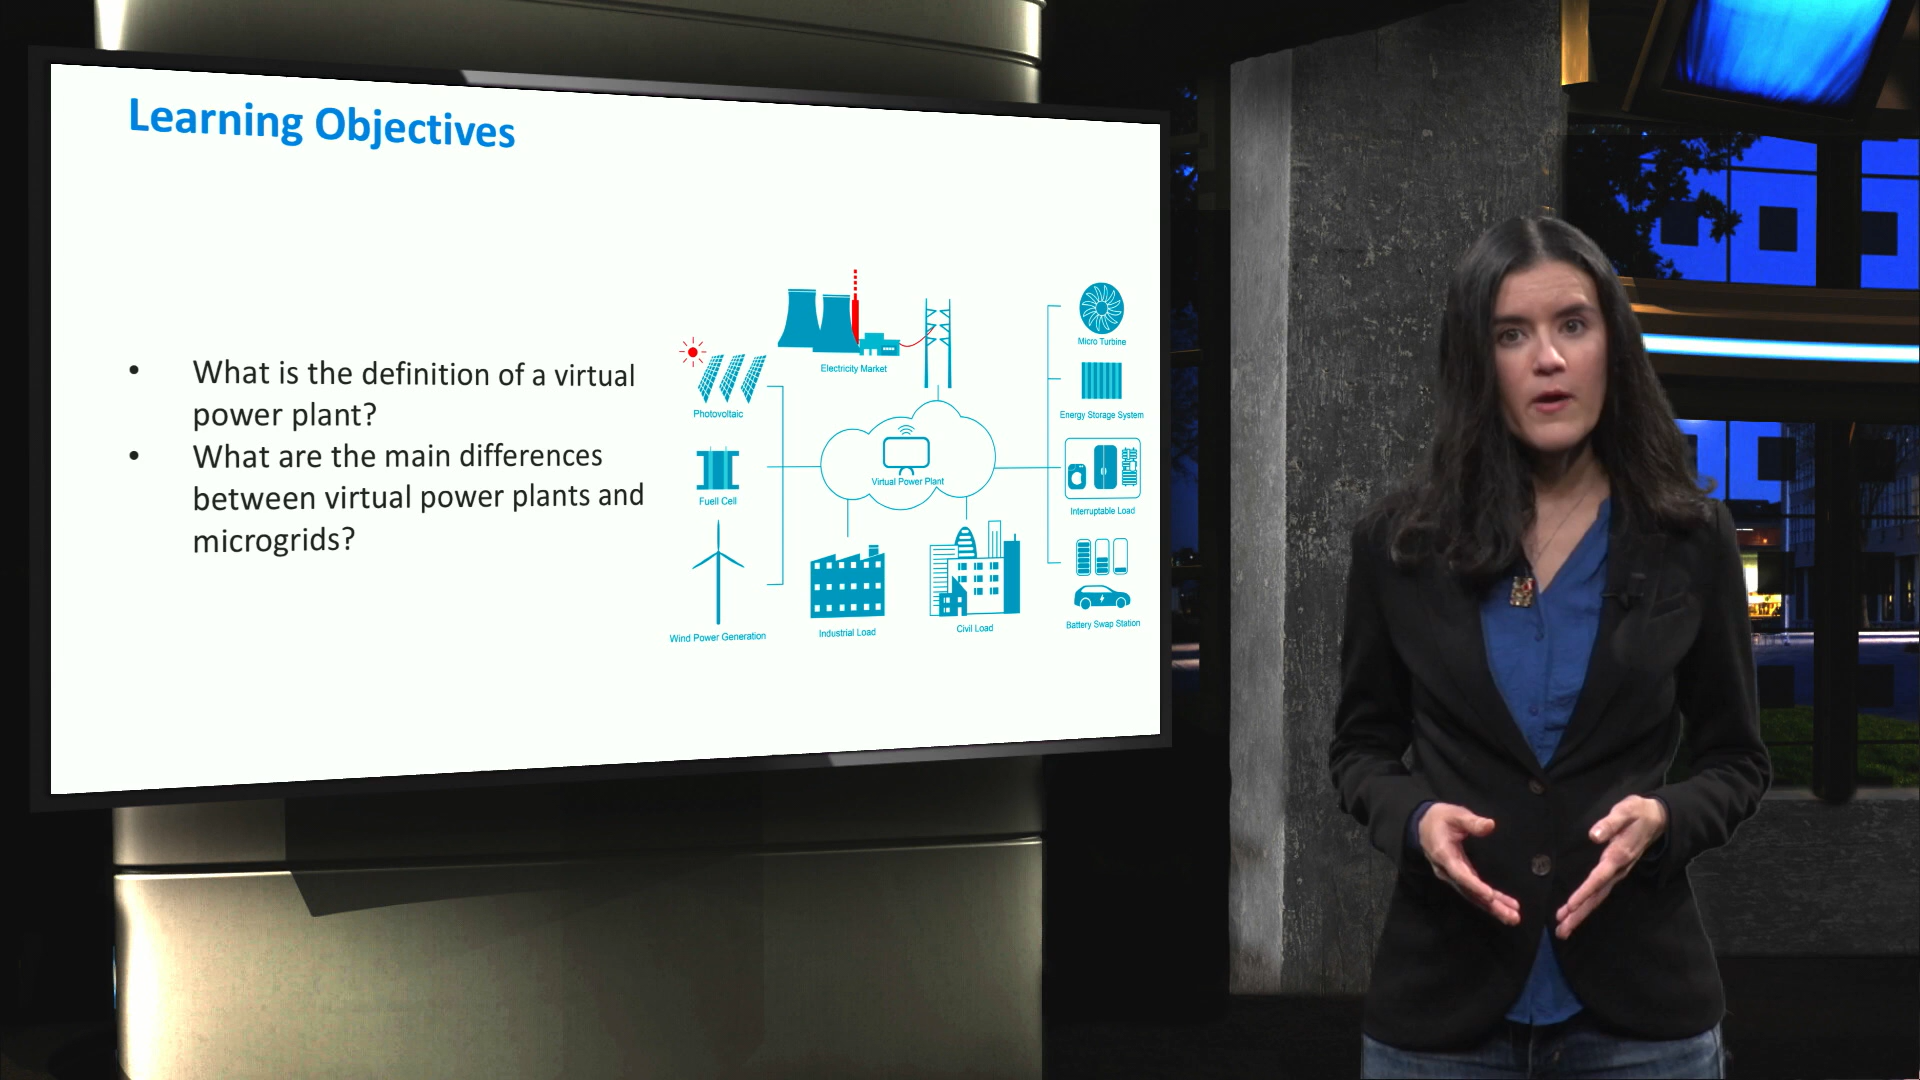 Learning Objectives
• What is the definition of a virtual
power plant?
• What are the main differences
between virtual power plants and
microgrids?
Electricity Market
Photovoltaic
Fuell Cell
Wind Power Generation
Virtual Power Plant
Industrial Load
Civil Load
Micro Turbine
Energy Storage System
Interruptable Load
Battery Swap Station